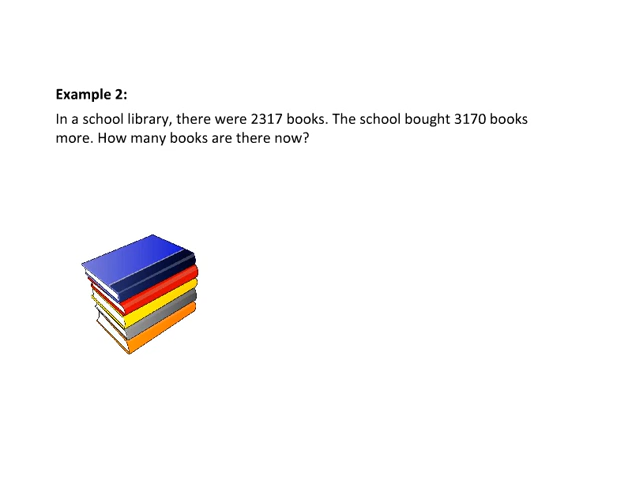 Example 2:
In a school library, there were 2317 books. The school bought 3170 books
more. How many books are there now?